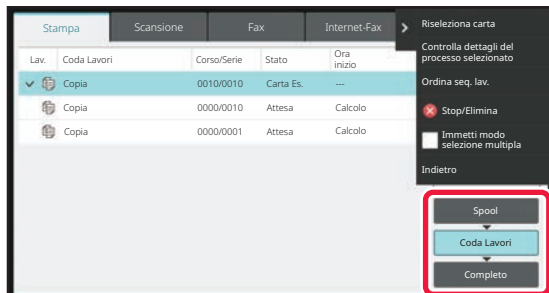 Stampa Scansione Fax Internet-Fax
Lav. Coda Lavori Corso/Serie Stato Ora inizio
Copia 0010/0010 Carta Es. ---
Copia 0000/0010 Attesa Calcolo
Copia 0000/0001 Attesa Calcolo
Riseleziona carta
Controlla dettagli del
processo selezionato
Ordina seq. lav.
Stop/Elimina
Immetti modo
selezione multipla
Indietro
Spool
Coda Lavori
Completo